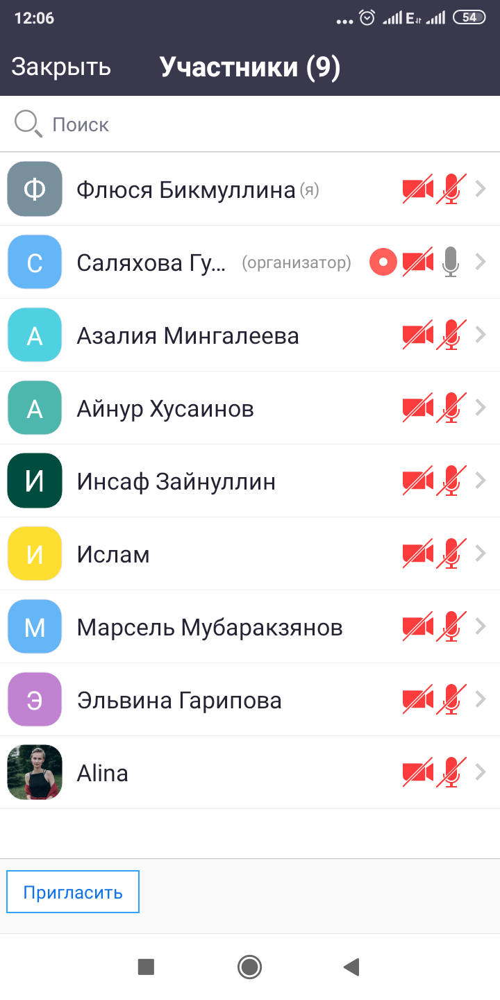 12:06
E
54
Закрыть
Участники (9)
Поиск
Ф
Флюся Бикмуллина (я)
С
Саляхова Гу... (организатор)
А
Азалия Мингалеева
А
Айнур Хусаинов
И
Инсаф Зайнуллин
И
Ислам
М
Марсель Мубаракзянов
Э
Эльвина Гарипова
Alina
Пригласить